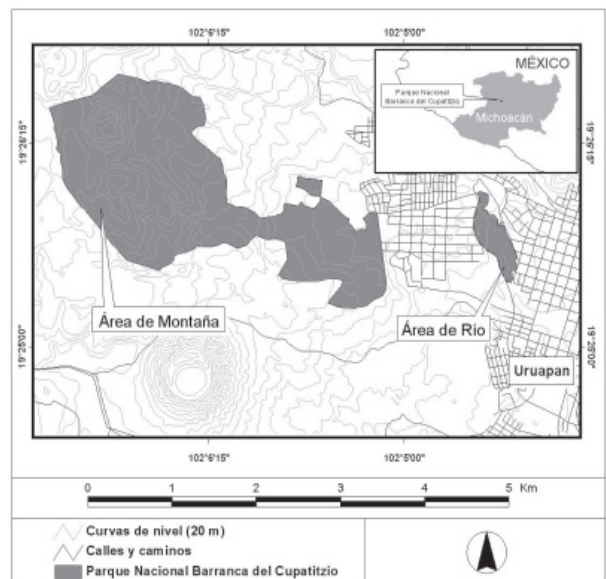 102°6'15"
102°5'00"
MÉXICO
Parque Nacional
Barranca del Cupatitzio
Michoacán
19°26'15"
19°26'15"
Área de Montaña
Área de Río
19°25'00"
19°25'00"
Uruapan
102°6'15"
102°5'00"
0 1 2 3 4 5 Km
Curvas de nivel (20 m)
Calles y caminos
Parque Nacional Barranca del Cupatitzio